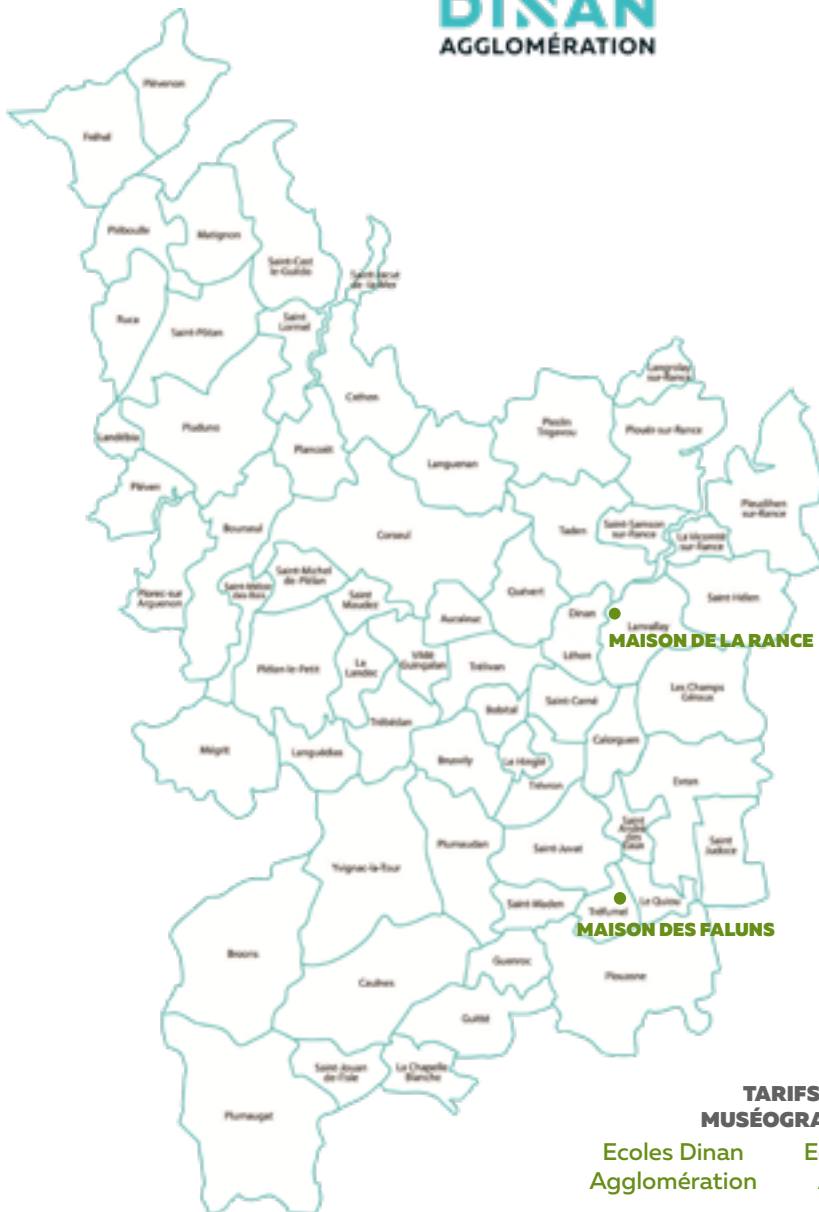 DINAN
AGGLOMÉRATION
Plévenon
Fréhel
Pléboulle
Matignon
Saint-Cast
le-Guildo
Saint-Jacut
de-la-Mer
Ruca
Saint-Pôtan
Saint
Lormel
Créhen
Langrolay
sur-Rance
Landébia
Pluduno
Plancoët
Languenan
Pleslin
Trigavou
Plouër-sur-Rance
Pléven
Bourseul
Corseul
Taden
Saint-Samson
sur-Rance
La Vicomté
sur-Rance
Pleudihen
sur-Rance
Plorec-sur
Arguenon
Saint-Méloir
des-Bois
Saint-Michel
de-Plélan
Saint
Maudez
Aucaleuc
Quévert
Dinan
Lanvallay
Saint-Hélen
MAISON DE LA RANCE
Plélan-le-Petit
La
Landec
Vildé
Guingalan
Trélivan
Léhon
Les Champs
Géraux
Mégrit
Languédias
Trébédan
Bobital
Saint-Carné
Calorguen
Brusvily
Le Hinglé
Trévron
Evran
Yvignac-la-Tour
Plumaudan
Saint-Juvat
Saint
André
des
Eaux
Saint
Judoce
Saint-Maden
Tréfumel
Le Quiou
MAISON DES FALUNS
Broons
Caulnes
Guenroc
Plouasne
Guitté
Saint-Jouan
de-l'Isle
La Chapelle
Blanche
Plumaugat
TARIFS
MUSÉOGRA
Ecoles Dinan
Agglomération